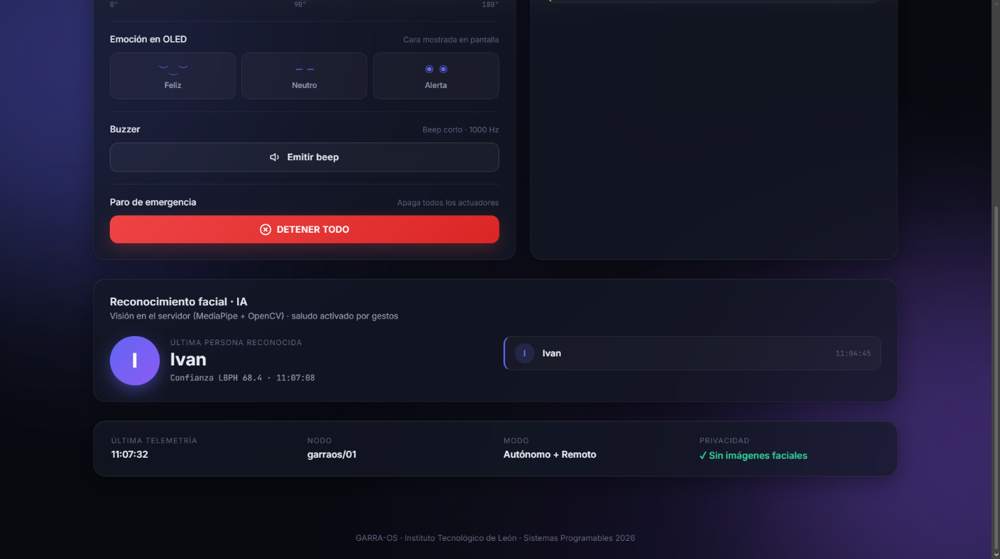 0° 90° 180°
Emoción en OLED Cara mostrada en pantalla
Feliz Neutro Alerta
Buzzer Beep corto · 1000 Hz
Emitir beep
Paro de emergencia Apaga todos los actuadores
DETENER TODO
Reconocimiento facial · IA
Visión en el servidor (MediaPipe + OpenCV) · saludo activado por gestos
I
ÚLTIMA PERSONA RECONOCIDA
Ivan
Confianza LBPH 68.4 · 11:07:08
I Ivan 11:04:45
ÚLTIMA TELEMETRÍA
11:07:32
NODO
garraos/01
MODO
Autónomo + Remoto
PRIVACIDAD
✓ Sin imágenes faciales
GARRA-OS · Instituto Tecnológico de León · Sistemas Programables 2026